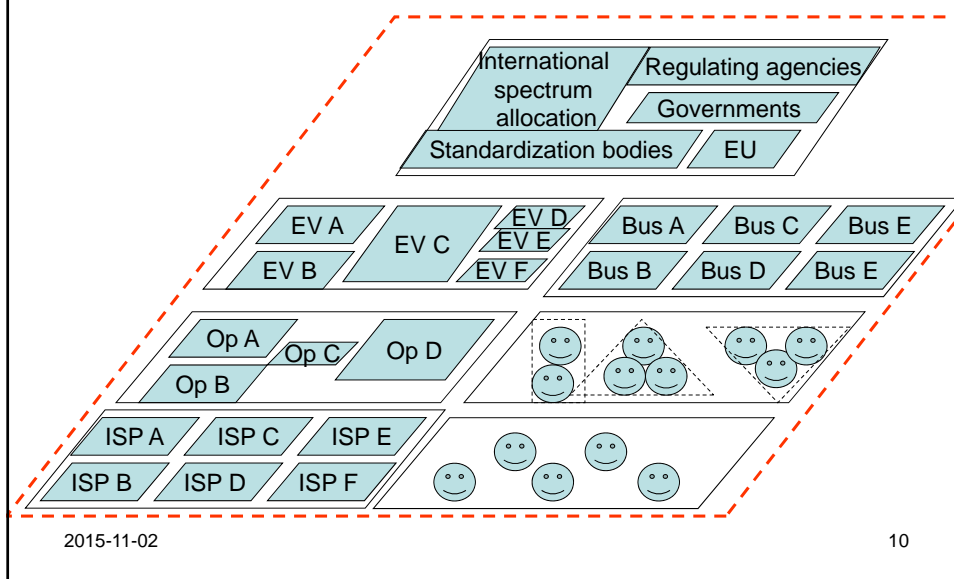 International
spectrum
allocation
Regulating agencies
Governments
Standardization bodies
EU
EV A
EV B
EV C
EV D
EV E
EV F
Bus A
Bus C
Bus E
Bus B
Bus D
Bus E
Op A
Op B
Op C
Op D
ISP A
ISP C
ISP E
ISP B
ISP D
ISP F
2015-11-02
10